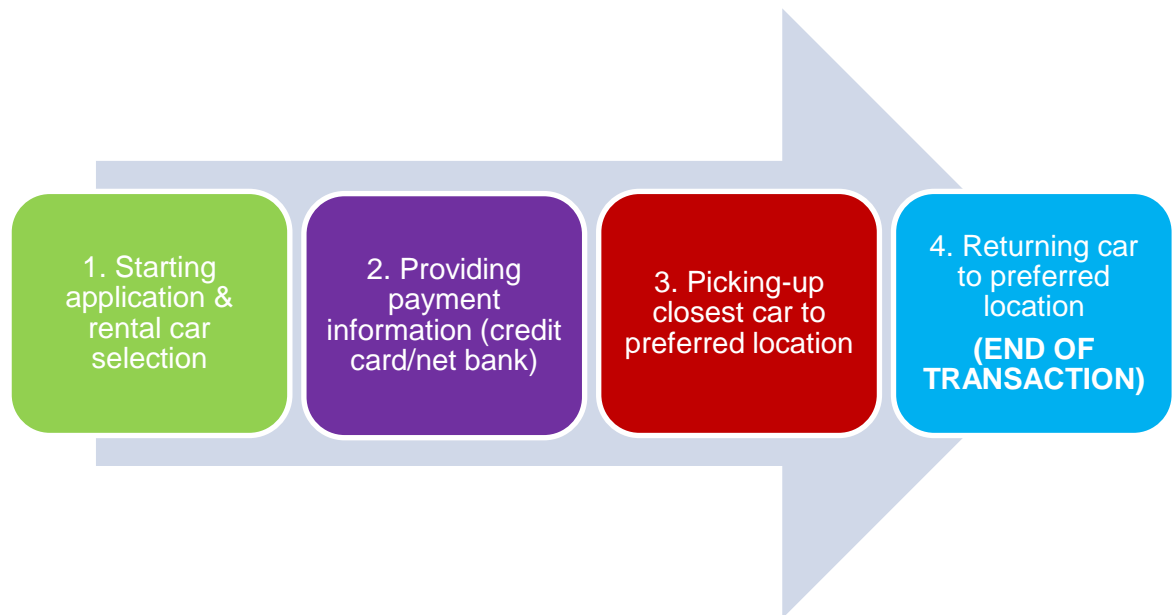 1. Starting
application &
rental car
selection
2. Providing
payment
information (credit
card/net bank)
3. Picking-up
closest car to
preferred location
4. Returning car
to preferred
location
(END OF
TRANSACTION)